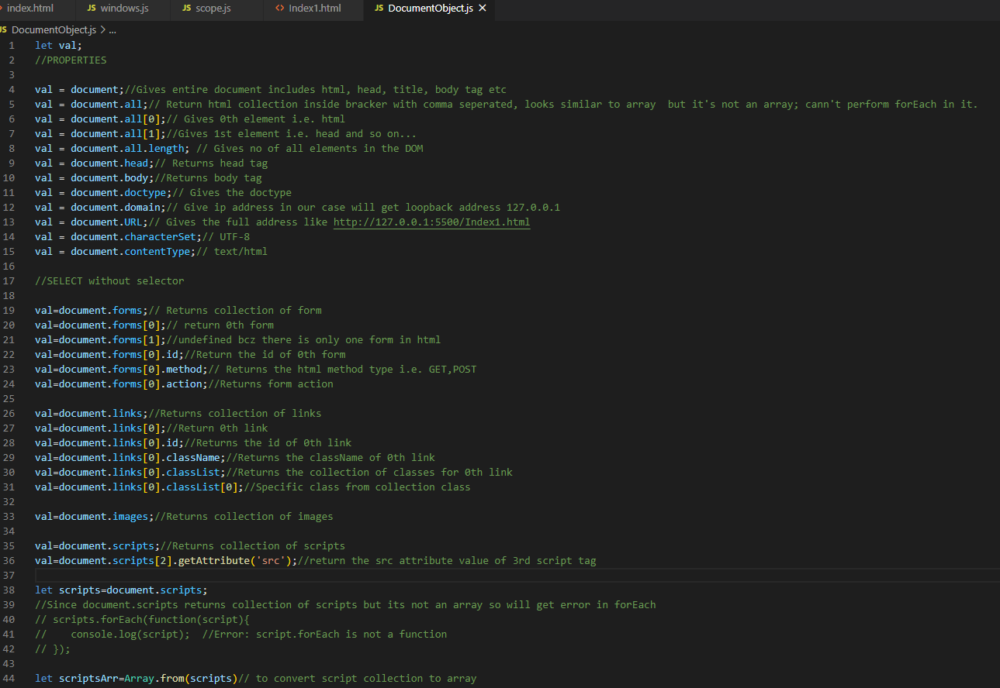 index.html JS windows.js JS scope.js <> Index1.html JS DocumentObject.js ×
JS DocumentObject.js > ...
1 let val;
2 //PROPERTIES
3
4 val = document;//Gives entire document includes html, head, title, body tag etc
5 val = document.all;// Return html collection inside bracker with comma seperated, looks similar to array  but it's not an array; cann't perform forEach in it.
6 val = document.all[0];// Gives 0th element i.e. html
7 val = document.all[1];//Gives 1st element i.e. head and so on...
8 val = document.all.length; // Gives no of all elements in the DOM
9 val = document.head;// Returns head tag
10 val = document.body;//Returns body tag
11 val = document.doctype;// Gives the doctype
12 val = document.domain;// Give ip address in our case will get loopback address 127.0.0.1
13 val = document.URL;// Gives the full address like http://127.0.0.1:5500/Index1.html
14 val = document.characterSet;// UTF-8
15 val = document.contentType;// text/html
16
17 //SELECT without selector
18
19 val=document.forms;// Returns collection of form
20 val=document.forms[0];// return 0th form
21 val=document.forms[1];//undefined bcz there is only one form in html
22 val=document.forms[0].id;//Return the id of 0th form
23 val=document.forms[0].method;// Returns the html method type i.e. GET,POST
24 val=document.forms[0].action;//Returns form action
25
26 val=document.links;//Returns collection of links
27 val=document.links[0];//Return 0th link
28 val=document.links[0].id;//Returns the id of 0th link
29 val=document.links[0].className;//Returns the className of 0th link
30 val=document.links[0].classList;//Returns the collection of classes for 0th link
31 val=document.links[0].classList[0];//Specific class from collection class
32
33 val=document.images;//Returns collection of images
34
35 val=document.scripts;//Returns collection of scripts
36 val=document.scripts[2].getAttribute('src');//return the src attribute value of 3rd script tag
37
38 let scripts=document.scripts;
39 //Since document.scripts returns collection of scripts but its not an array so will get error in forEach
40 // scripts.forEach(function(script){
41 //    console.log(script);  //Error: script.forEach is not a function
42 // });
43
44 let scriptsArr=Array.from(scripts)// to convert script collection to array